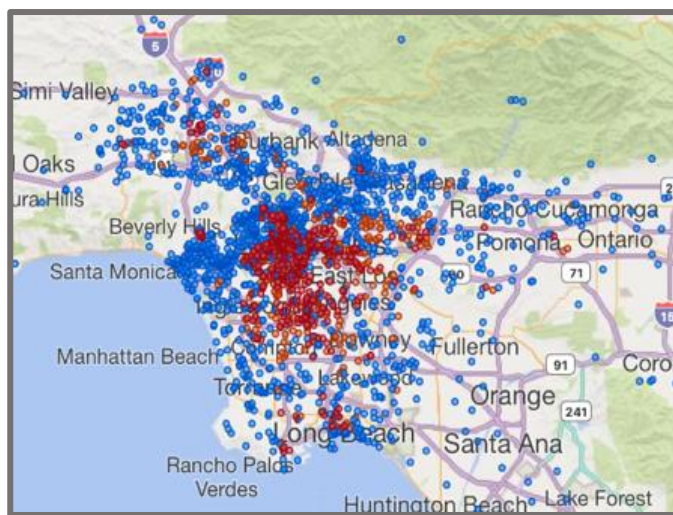 5
Simi Valley
Burbank
Altadena
Oaks
ura Hills
Glendale
Pasadena
Beverly Hills
Rancho Cucamonga
Pomona
Ontario
Santa Monica
East Los
Angeles
71
Manhattan Beach
Compton
Downey
Fullerton
Coro
91
Torrance
Lakewood
Orange
241
Long Beach
Santa Ana
Rancho Palos
Verdes
Huntington Beach
Lake Forest